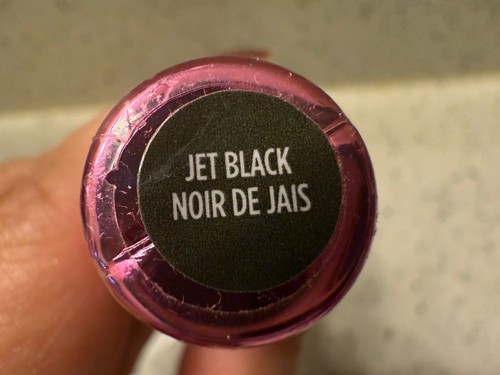 JET BLACK
NOIR DE JAIS